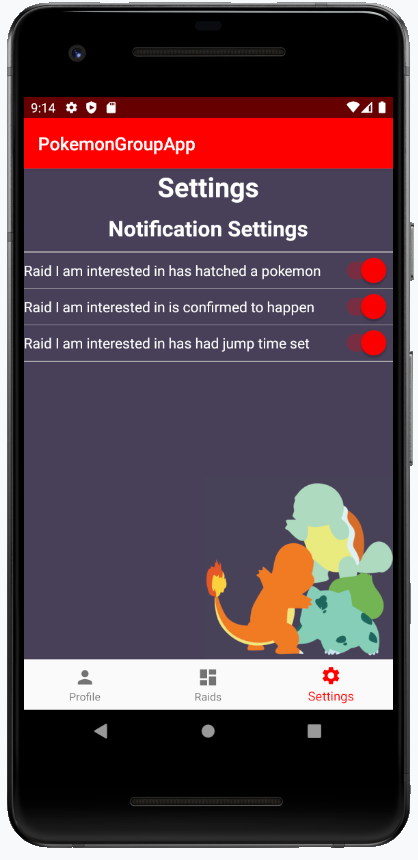 9:14
PokemonGroupApp
Settings
Notification Settings
Raid I am interested in has hatched a pokemon
Raid I am interested in is confirmed to happen
Raid I am interested in has had jump time set
Profile
Raids
Settings